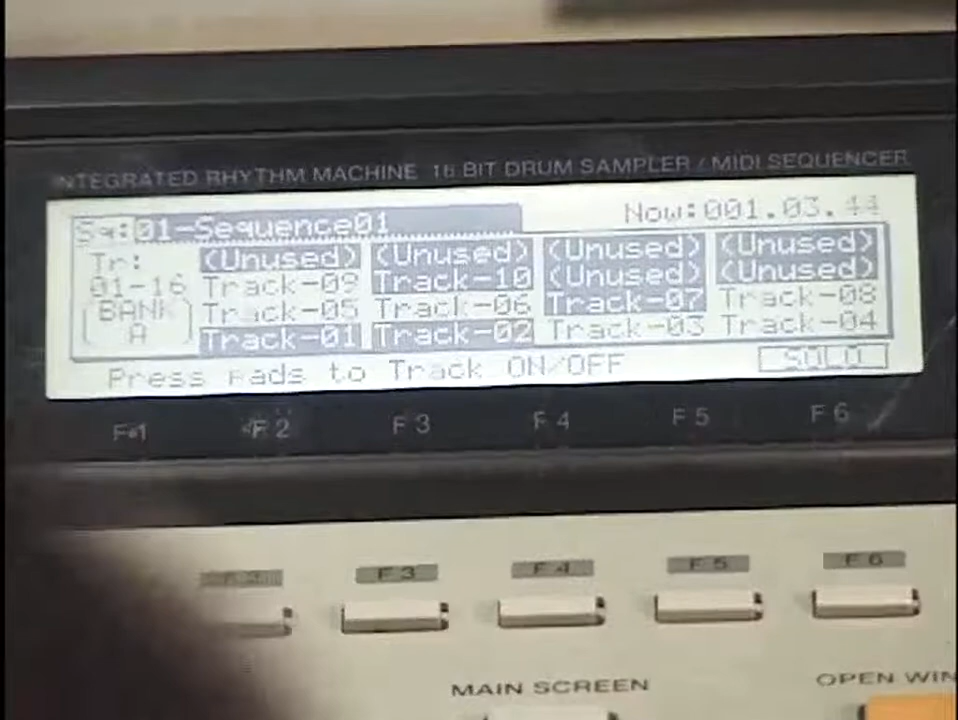 INTEGRATED RHYTHM MACHINE 16 BIT DRUM SAMPLER / MIDI SEQUENCER
Sq:01-Sequence01 Now:001.03.44
Tr: (Unused) (Unused) (Unused) (Unused)
01-16 Track-09 Track-10 (Unused) (Unused)
BANK Track-05 Track-06 Track-07 Track-08
A Track-01 Track-02 Track-03 Track-04
Press Pads to Track ON/OFF SOLO
F1 F2 F3 F4 F5 F6
F2 F3 F4 F5 F6
MAIN SCREEN OPEN WIN